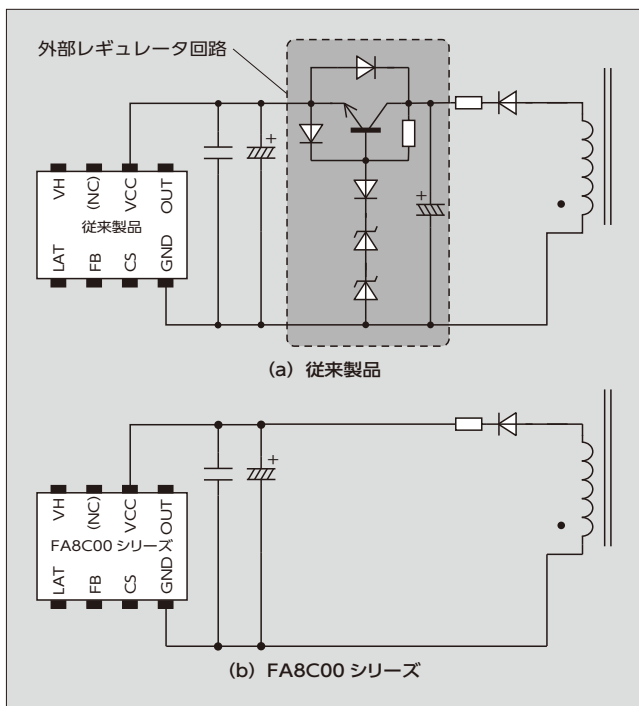 外部レギュレータ回路
+
+
VH
(NC)
VCC
OUT
従来製品
LAT
FB
CS
GND
(a) 従来製品
+
VH
(NC)
VCC
OUT
FA8C00 シリーズ
LAT
FB
CS
GND
(b) FA8C00 シリーズ